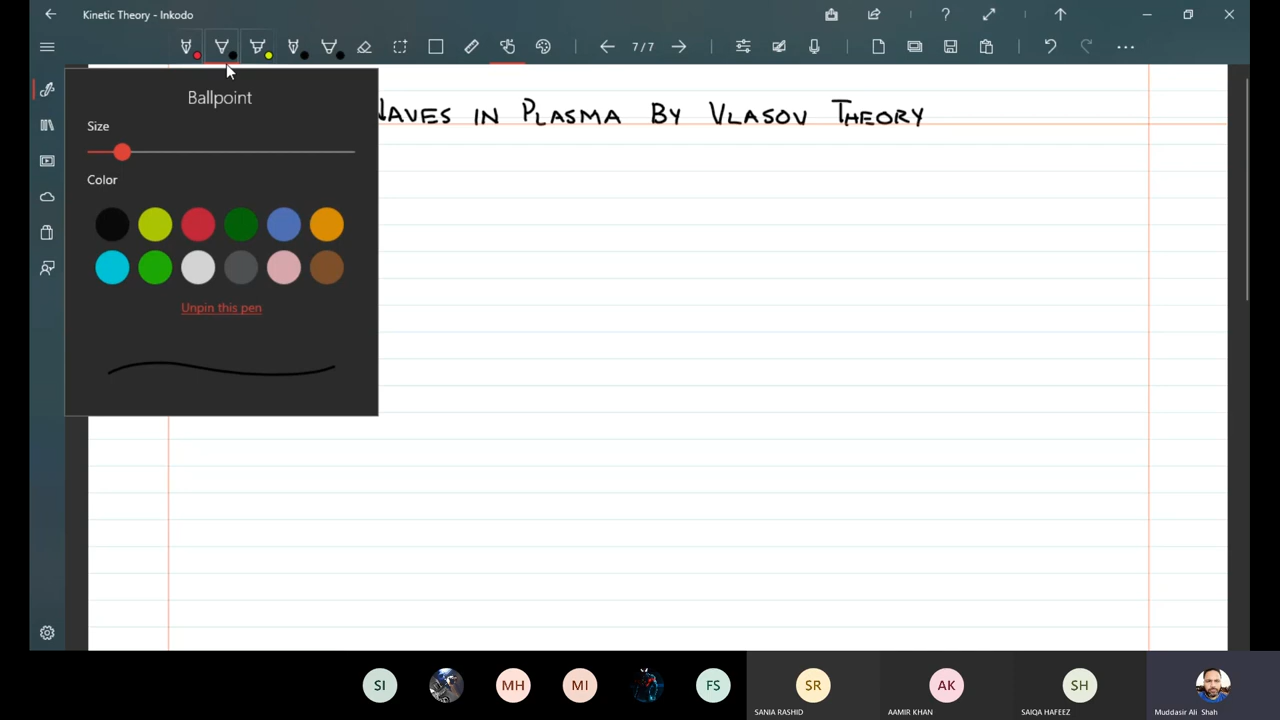 Kinetic Theory - Inkodo
?
7/7
Ballpoint
WAVES IN PLASMA BY VLASOV THEORY
Size
Color
Unpin this pen
SI
MH
MI
FS
SR
AK
SH
SANIA RASHID
AAMIR KHAN
SAIQA HAFEEZ
Muddasir Ali Shah